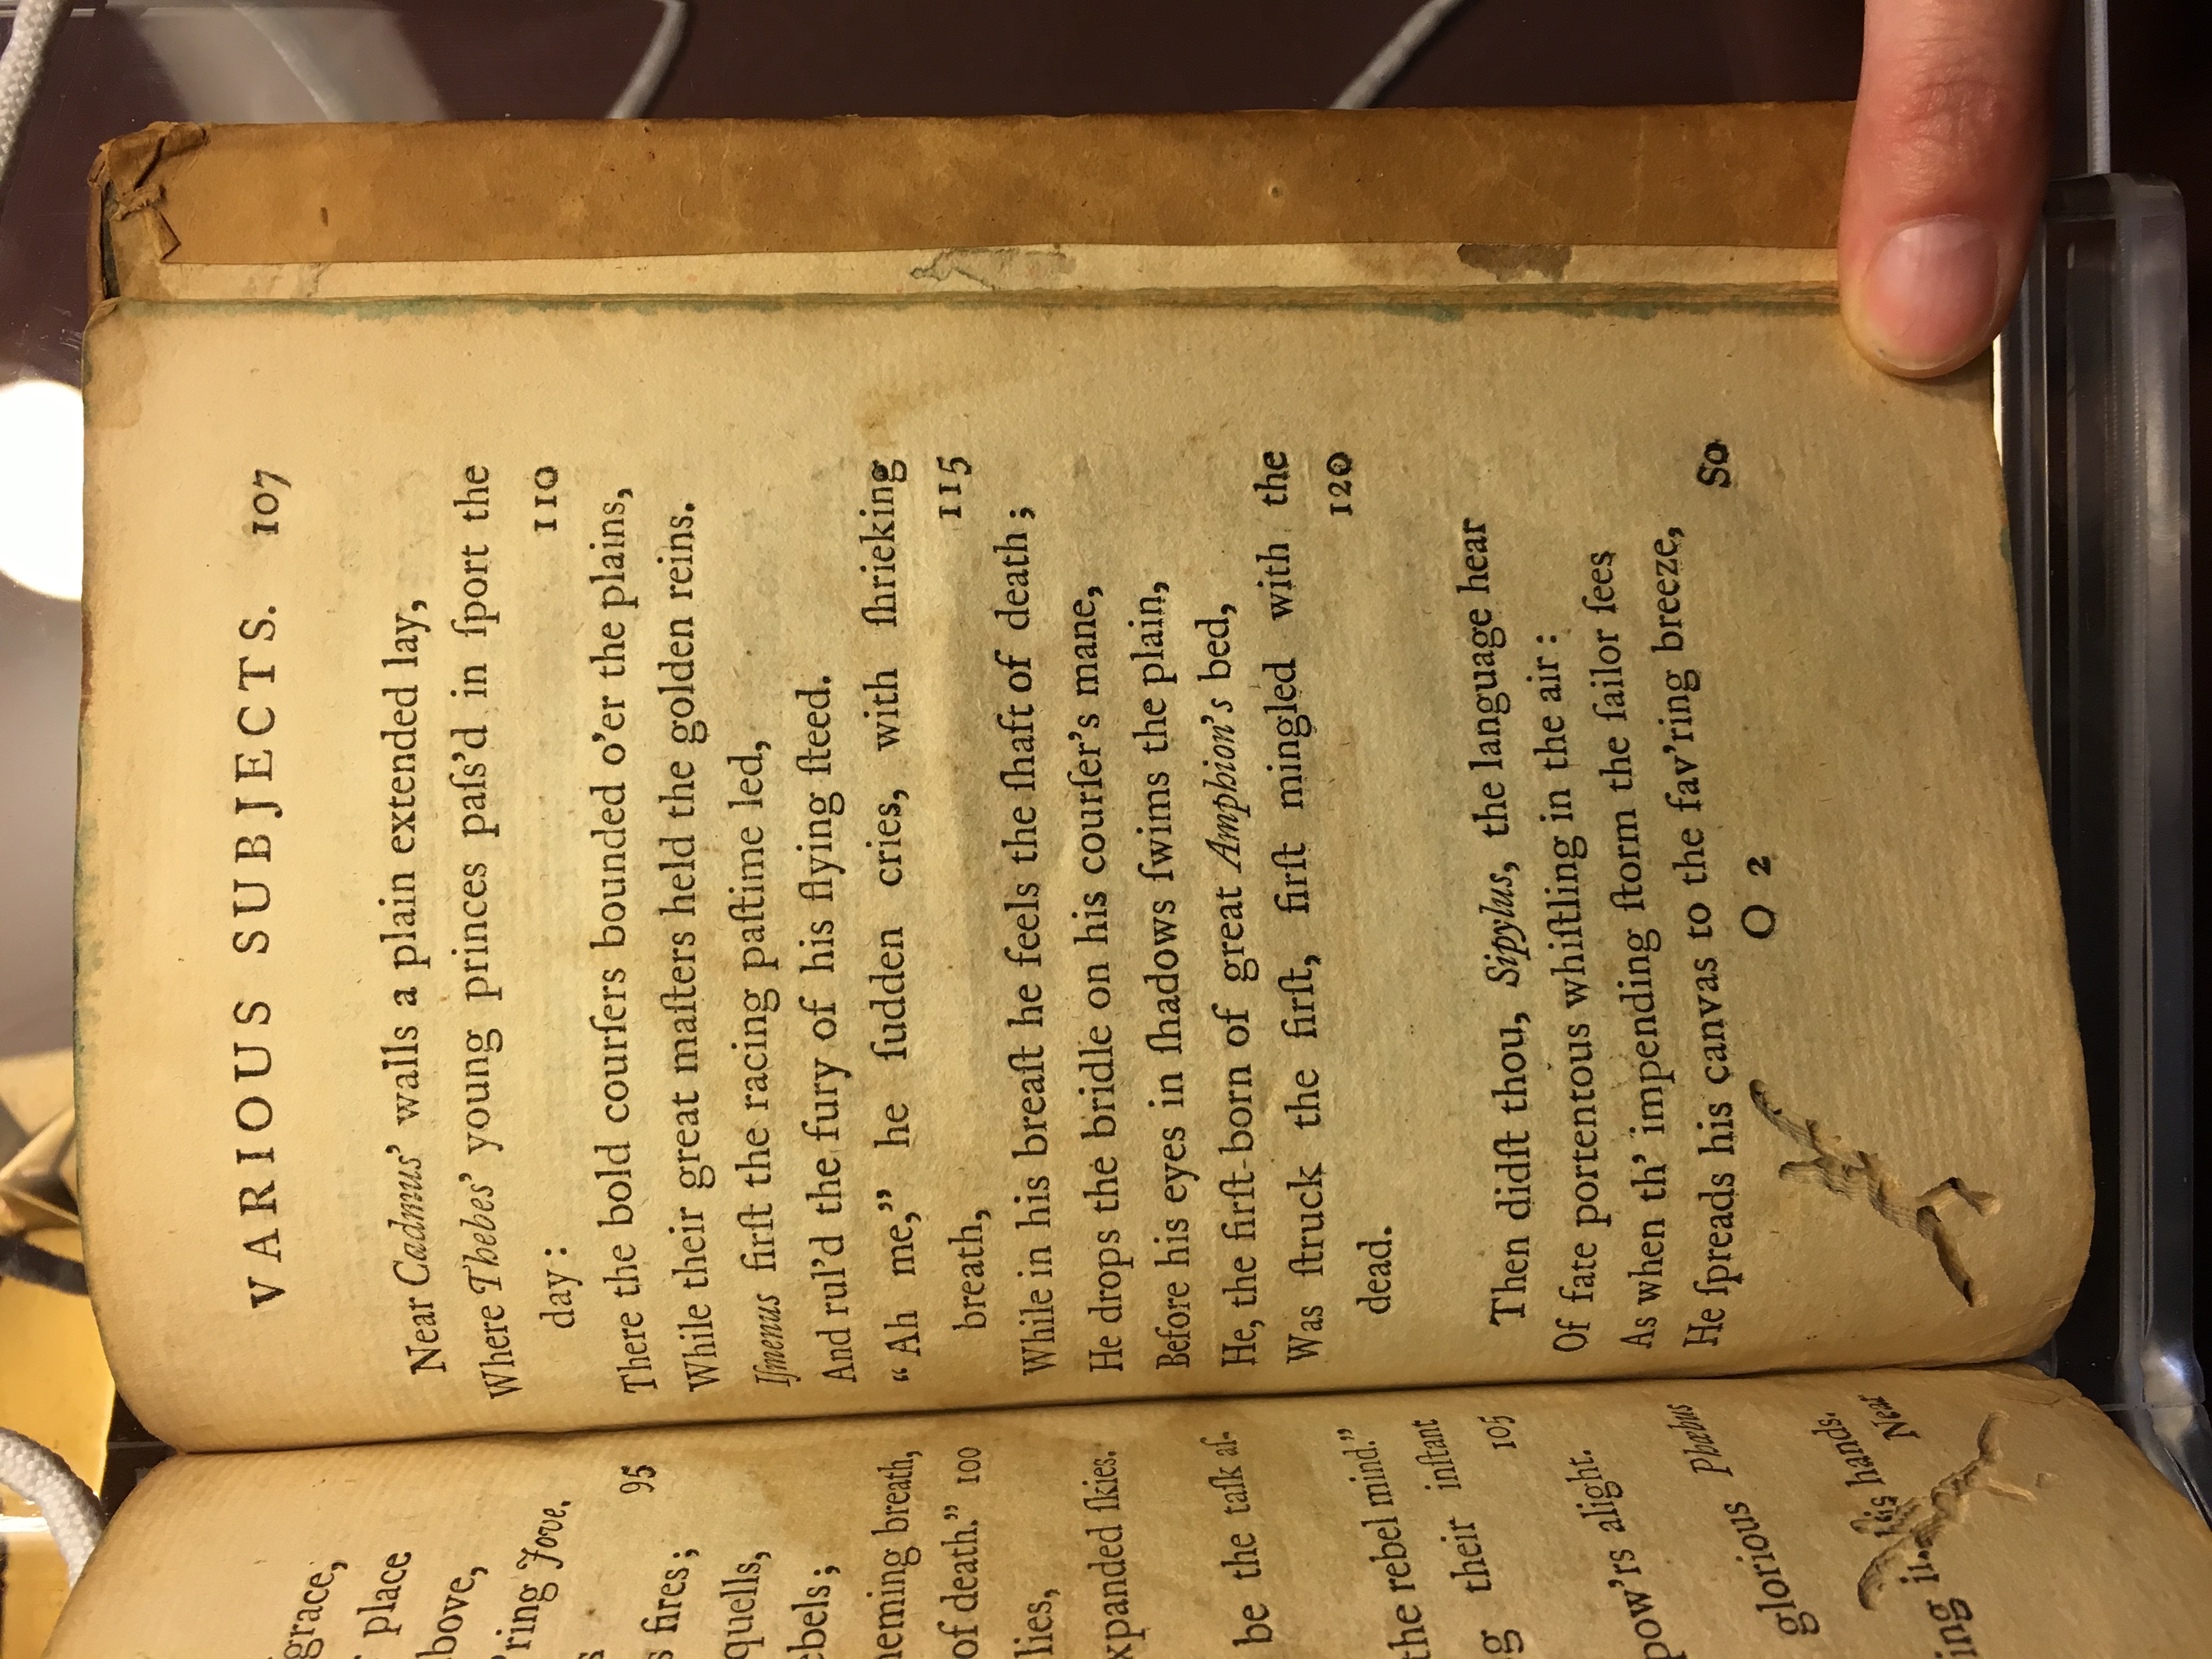 grace,
place
bove,
'ring Jove.
95
s fires;
quells,
ebels;
heming breath,
of death.” 100
lies,
xpanded ſkies.
be the taſk aſ-
the rebel mind.”
g their inſtant
105
pow'rs alight.
glorious Phœbus
ing his hands.
Near
VARIOUS SUBJECTS. 107
Near Cadmus' walls a plain extended lay,
Where Thebes' young princes paſs'd in ſport the
day: 110
There the bold courſers bounded o'er the plains,
While their great maſters held the golden reins.
Iſmenus firſt the racing paſtime led,
And rul'd the fury of his flying ſteed.
“Ah me,” he ſudden cries, with ſhrieking
breath, 115
While in his breaſt he feels the ſhaft of death;
He drops the bridle on his courſer's mane,
Before his eyes in ſhadows ſwims the plain,
He, the firſt-born of great Amphion's bed,
Was ſtruck the firſt, firſt mingled with the
dead. 120
Then didſt thou, Sipylus, the language hear
Of fate portentous whiſtling in the air:
As when th' impending ſtorm the ſailor ſees
He ſpreads his canvas to the fav'ring breeze,
So
O 2